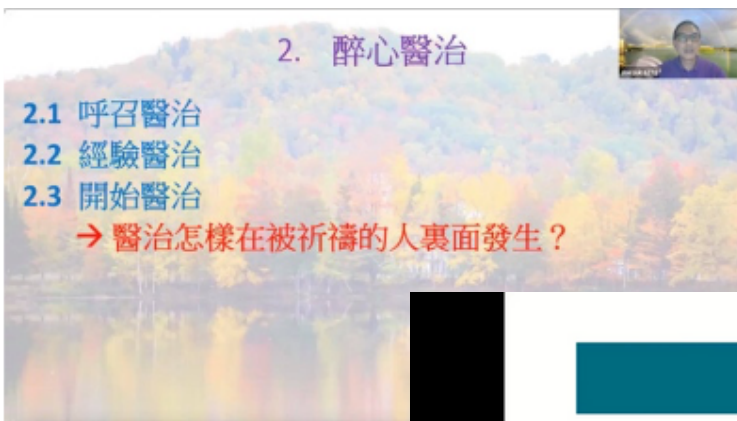 2. 醉心醫治
2.1 呼召醫治
2.2 經驗醫治
2.3 開始醫治
→ 醫治怎樣在被祈禱的人裏面發生？